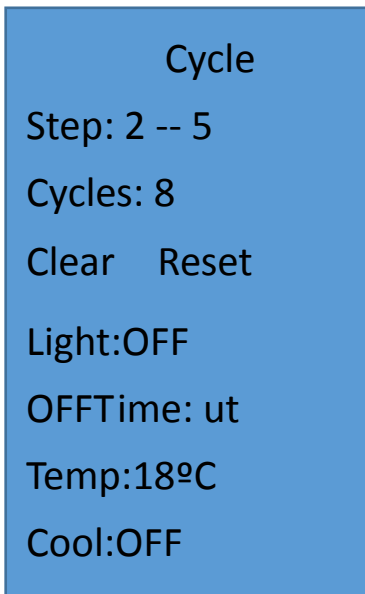 Cycle
Step: 2 -- 5
Cycles: 8
Clear Reset
Light:OFF
OFFTime: ut
Temp:18ºC
Cool:OFF